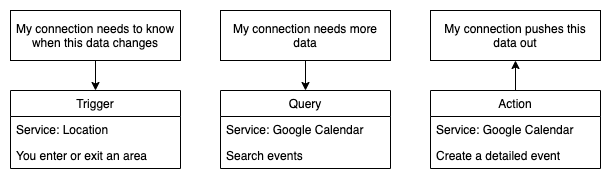 My connection needs to know
when this data changes
My connection needs more
data
My connection pushes this
data out
Trigger
Service: Location
You enter or exit an area
Query
Service: Google Calendar
Search events
Action
Service: Google Calendar
Create a detailed event